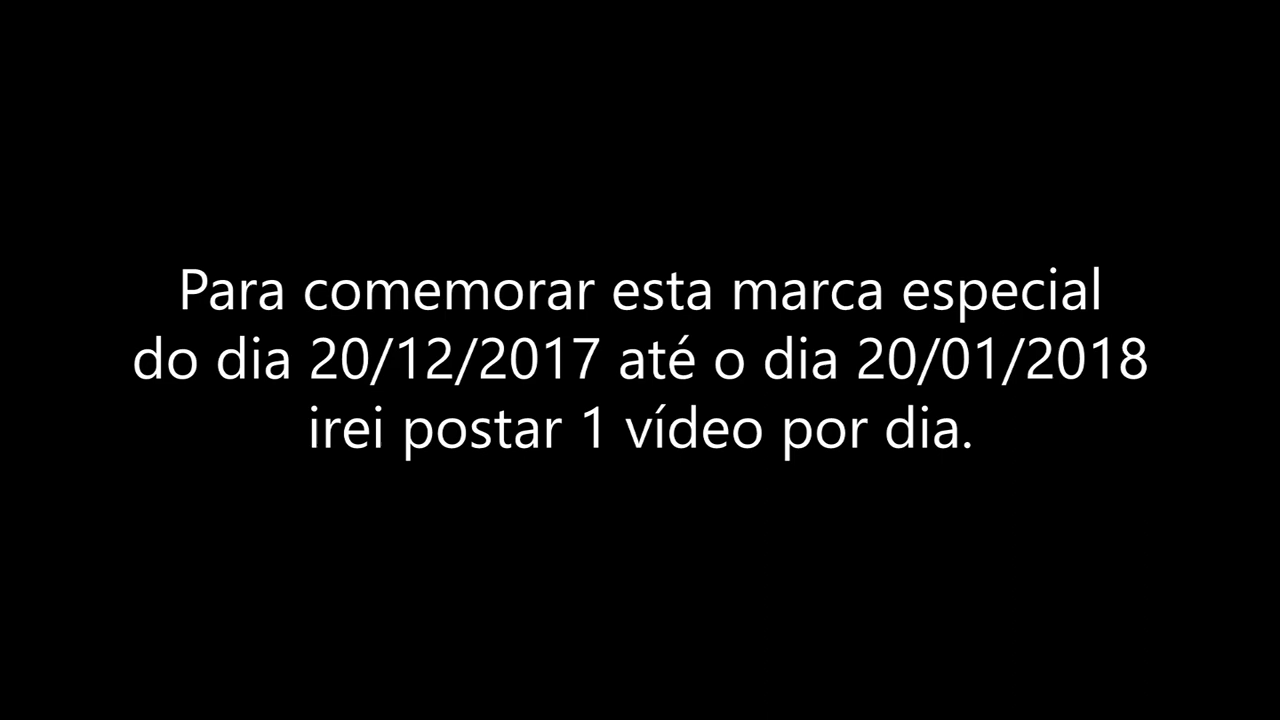 Para comemorar esta marca especial
do dia 20/12/2017 até o dia 20/01/2018
irei postar 1 vídeo por dia.